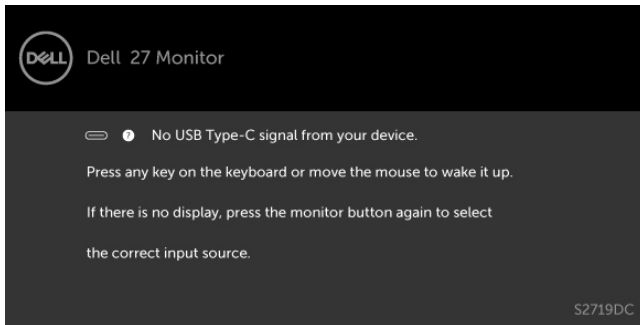 DELL
Dell 27 Monitor
? No USB Type-C signal from your device.
Press any key on the keyboard or move the mouse to wake it up.
If there is no display, press the monitor button again to select
the correct input source.
S2719DC